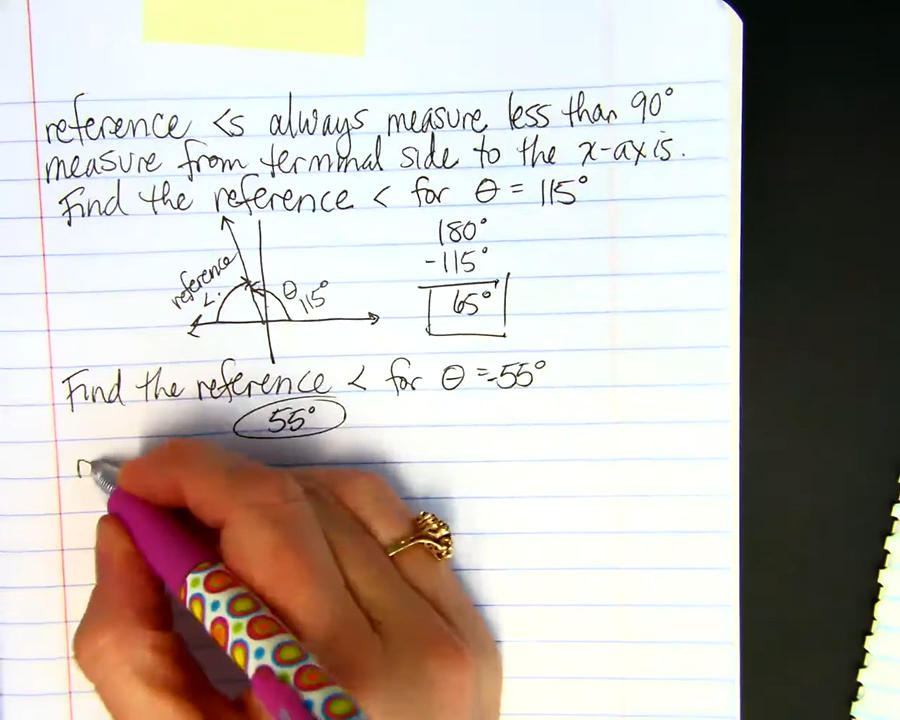 reference <s always measure less than 90°
measure from terminal side to the x-axis.
Find the reference < for θ = 115°
180°
-115°
65°
reference
<.
θ
115°
Find the reference < for θ =-55°
55°